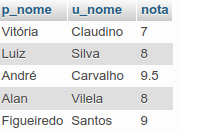 p_nome u_nome nota
Vitória Claudino 7
Luiz Silva 8
André Carvalho 9.5
Alan Vilela 8
Figueiredo Santos 9